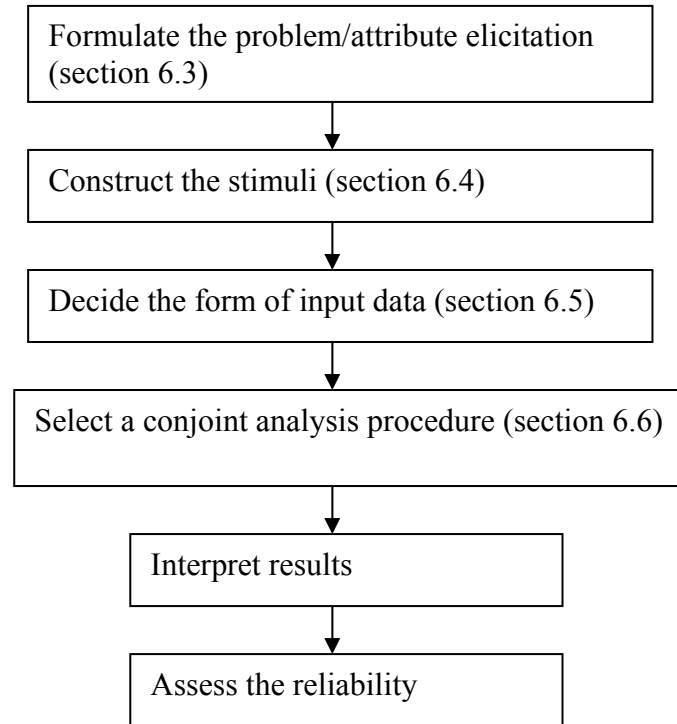 Formulate the problem/attribute elicitation
(section 6.3)
Construct the stimuli (section 6.4)
Decide the form of input data (section 6.5)
Select a conjoint analysis procedure (section 6.6)
Interpret results
Assess the reliability